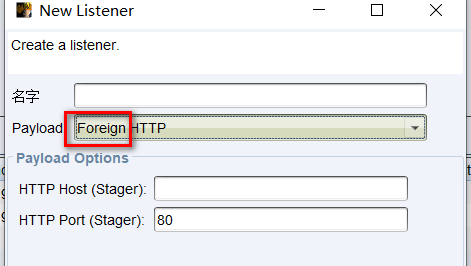 New Listener
Create a listener.
名字
Payload Foreign HTTP
Payload Options
HTTP Host (Stager):
HTTP Port (Stager): 80